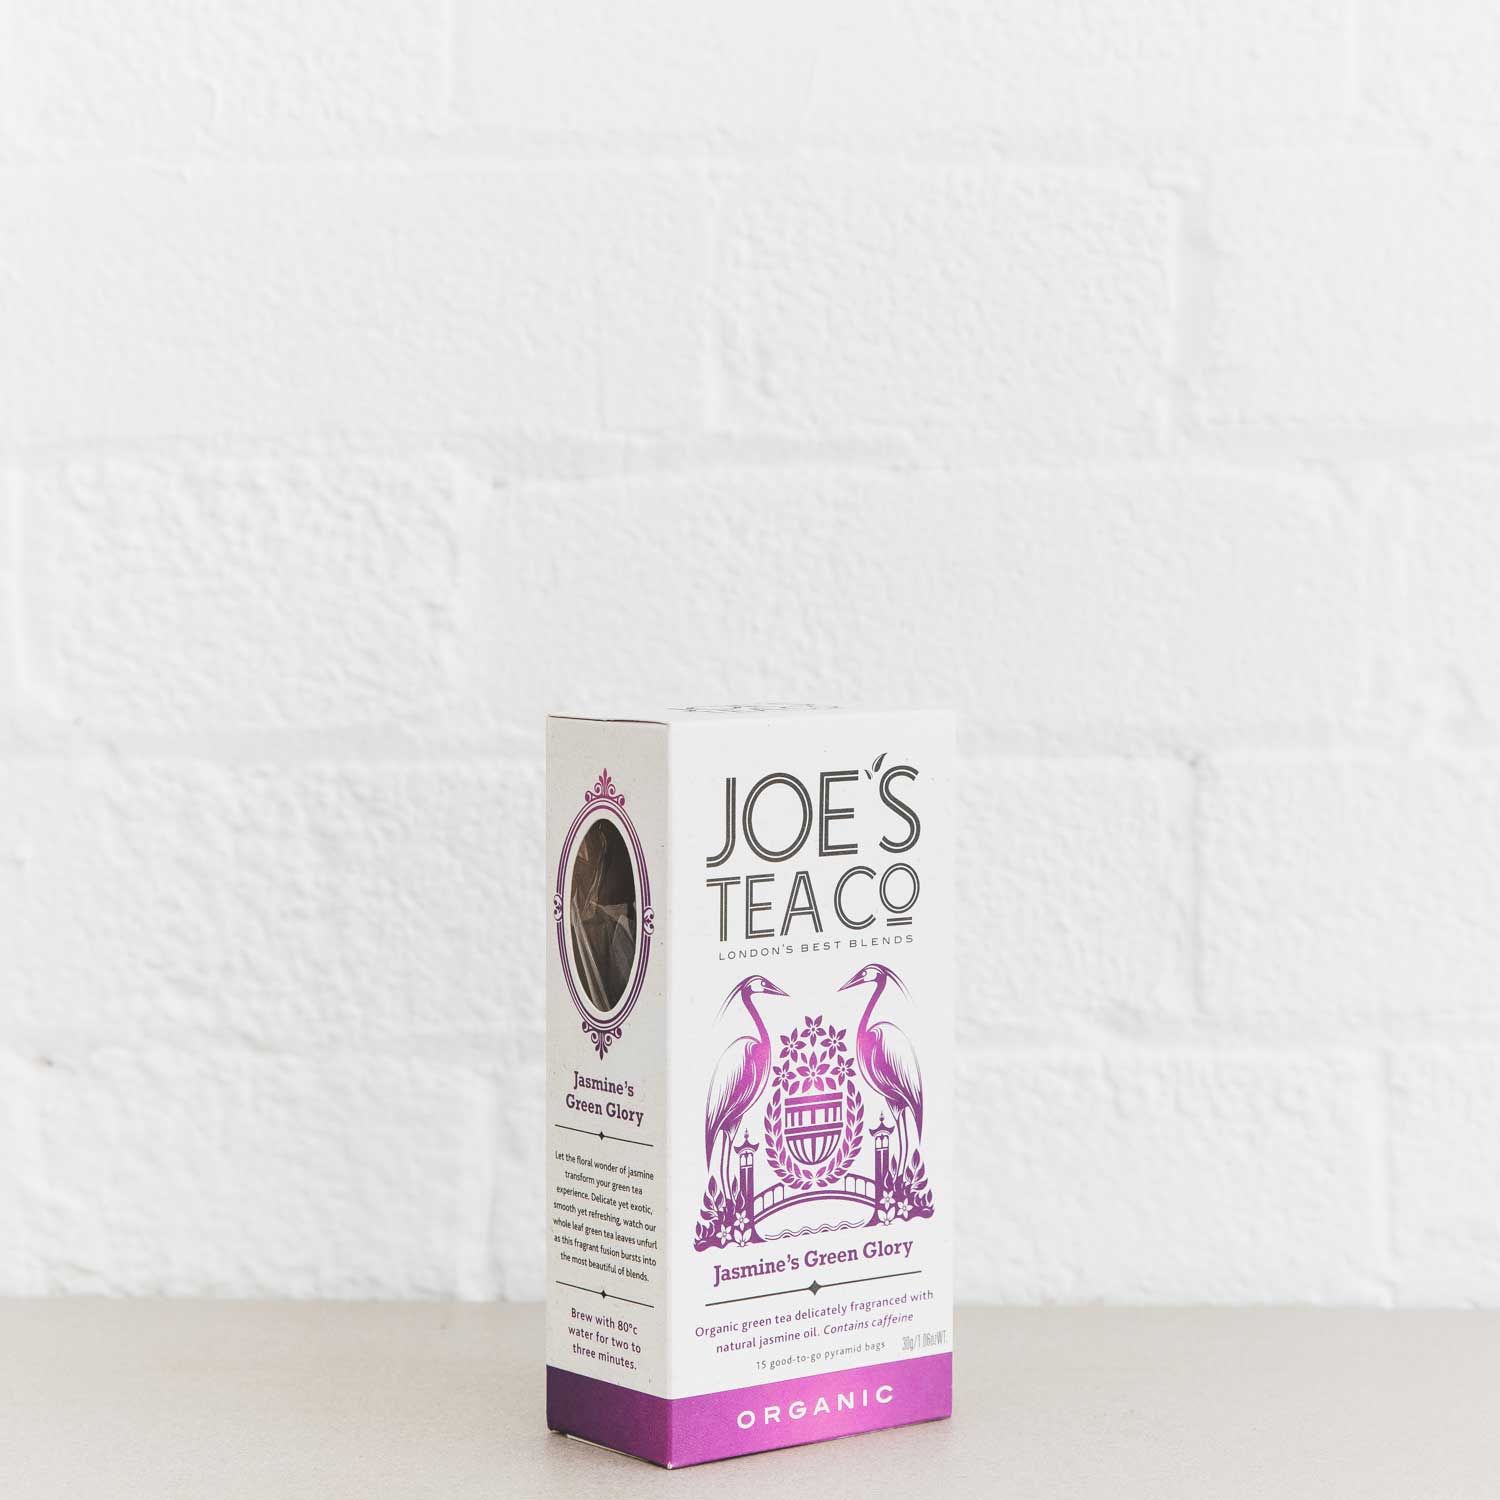 Jasmine's
Green Glory
Let the floral wonder of jasmine
transform your green tea
experience. Delicate yet exotic,
smooth yet refreshing, watch our
whole leaf green tea leaves unfurl
as this fragrant fusion bursts into
the most beautiful of blends.
Brew with 80°c
water for two to
three minutes.
JOE'S
TEA CO
LONDON'S BEST BLENDS
Jasmine's Green Glory
Organic green tea delicately fragranced with
natural jasmine oil. Contains caffeine
15 good-to-go pyramid bags
30g/1.06ozWT.
ORGANIC